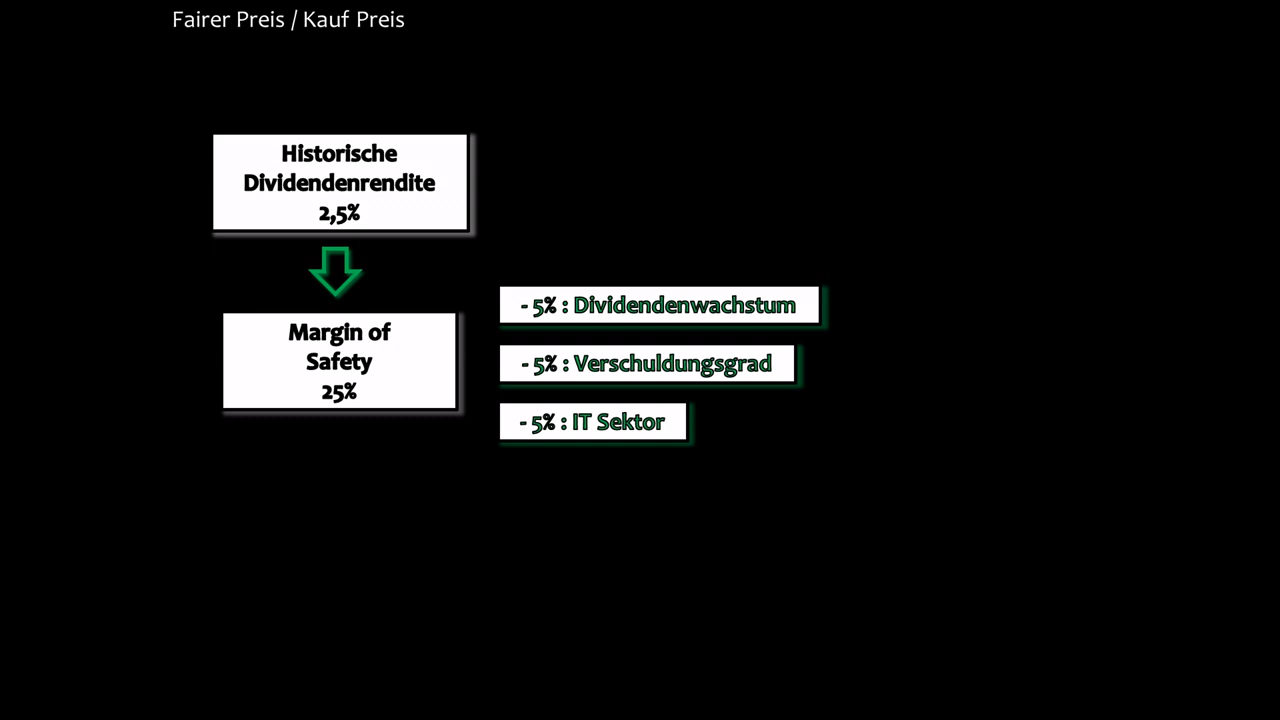 Fairer Preis / Kauf Preis
Historische
Dividendenrendite
2,5%
Margin of
Safety
25%
- 5% : Dividendenwachstum
- 5% : Verschuldungsgrad
- 5% : IT Sektor